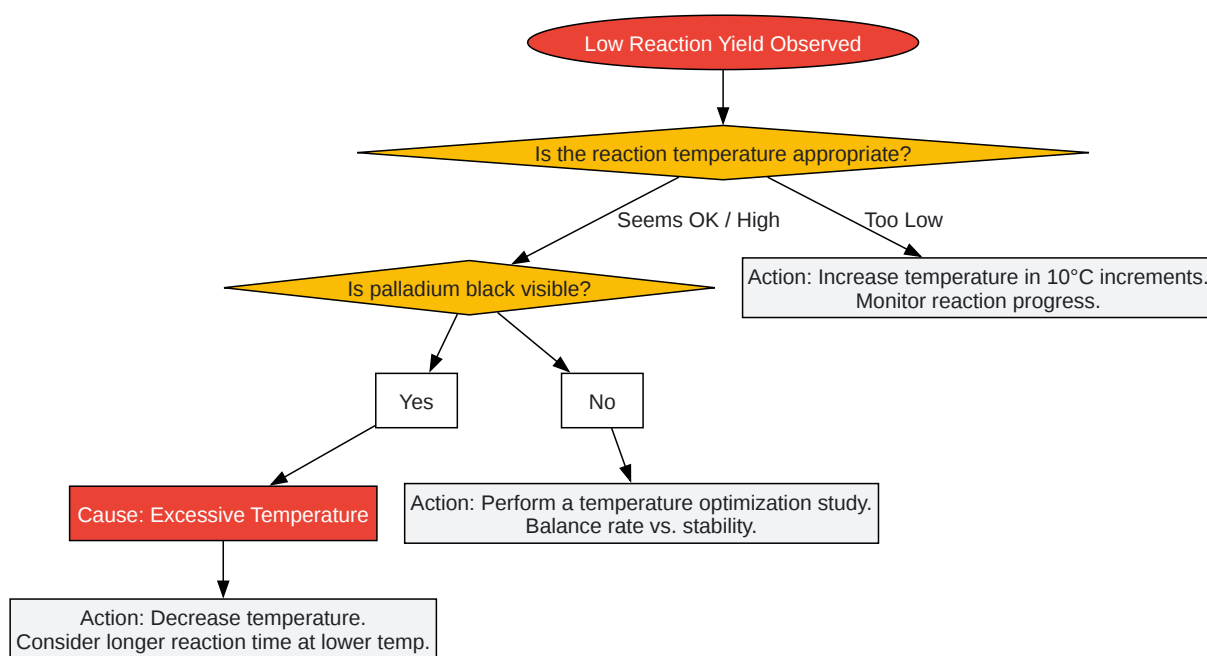 Low Reaction Yield Observed
Is the reaction temperature appropriate?
Seems OK / High
Too Low
Is palladium black visible?
Action: Increase temperature in 10°C increments.
Monitor reaction progress.
Yes
No
Cause: Excessive Temperature
Action: Perform a temperature optimization study.
Balance rate vs. stability.
Action: Decrease temperature.
Consider longer reaction time at lower temp.